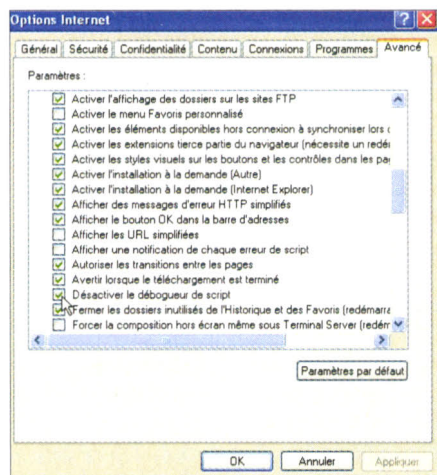 Options Internet
Général Sécurité Confidentialité Contenu Connexions Programmes Avancé
Paramètres :
Activer l'affichage des dossiers sur les sites FTP
Activer le menu Favoris personnalisé
Activer les éléments disponibles hors connexion à synchroniser lors
Activer les extensions tierce partie du navigateur (nécessite un
Activer les styles visuels sur les boutons et les contrôles dans les
Activer l'installation à la demande (Autre)
Activer l'installation à la demande (Internet Explorer)
Afficher des messages d'erreur HTTP simplifiés
Afficher le bouton OK dans la barre d'adresses
Afficher les URL simplifiées
Afficher une notification de chaque erreur de script
Autoriser les transitions entre les pages
Avertir lorsque le téléchargement est terminé
Désactiver le débogueur de script
Fermer les dossiers inutilisés de l'Historique et des Favoris (redémarra
Forcer la composition hors écran même sous Terminal Server (redérr
Paramètres par défaut
OK Annuler Appliquer